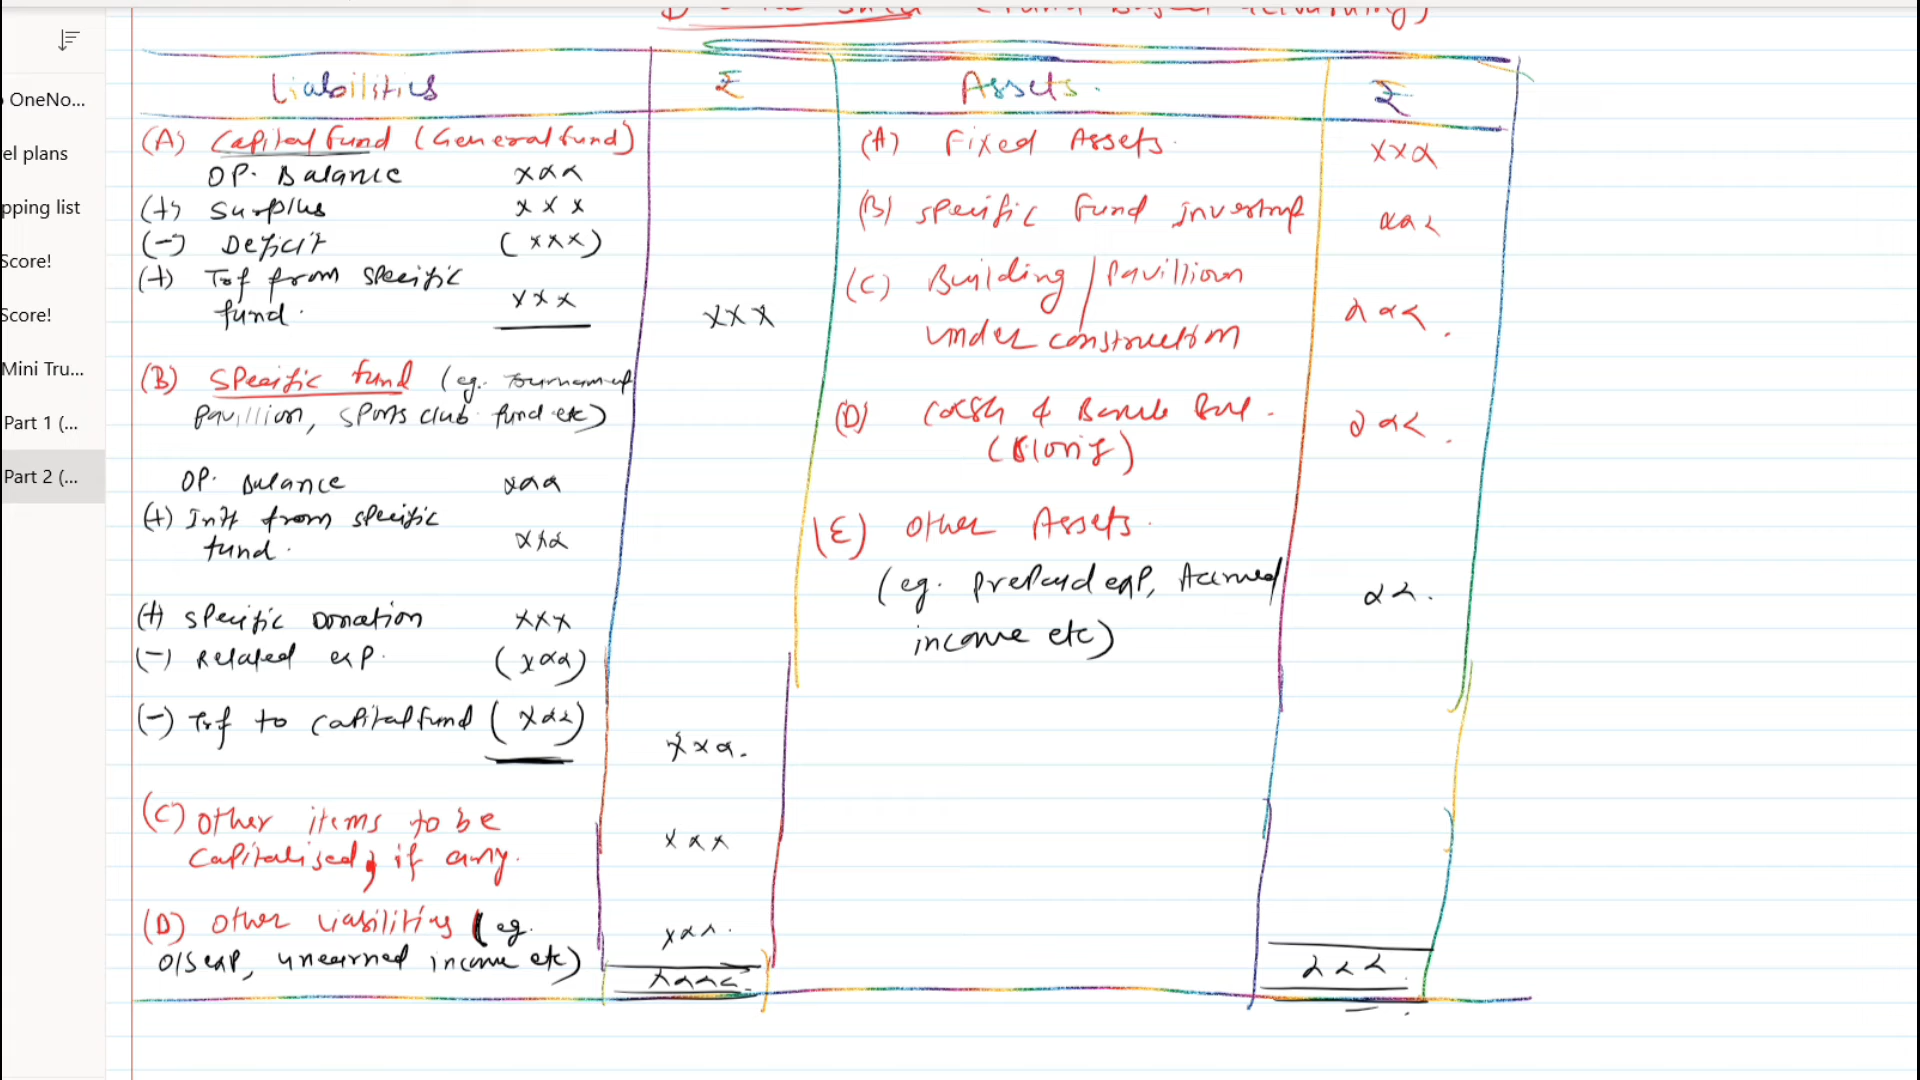 OneNo...
el plans
pping list
Score!
Score!
Mini Tru...
Part 1 (...
Part 2 (...
Liabilities ₹ Assets. ₹
(A) Capital fund (General fund)
OP. Balance xxx
(+) Surplus xxx
(-) Deficit (xxx)
(+) Trf from specific
fund. xxx xxx
(B) Specific fund (eg. Tournament
pavillion, sports club fund etc)
OP. Balance xxx
(+) Intt from specific
fund. xxx
(+) Specific Donation xxx
(-) Related exp. (xxx)
(-) Trf to capital fund (xxx)
xxx.
(C) Other items to be
capitalised, if any. xxx
(D) Other liabilities (eg.
O/S exp, unearned income etc) xxx.
xxxx.
(A) Fixed Assets. xxx
(B) Specific Fund investmt xxx
(C) Building / Pavillion
under construction xxx.
(D) Cash & Bank Bal. xxx.
(E) Other Assets.
(eg. prepaid exp, Accrued
income etc) xx.
xxx.